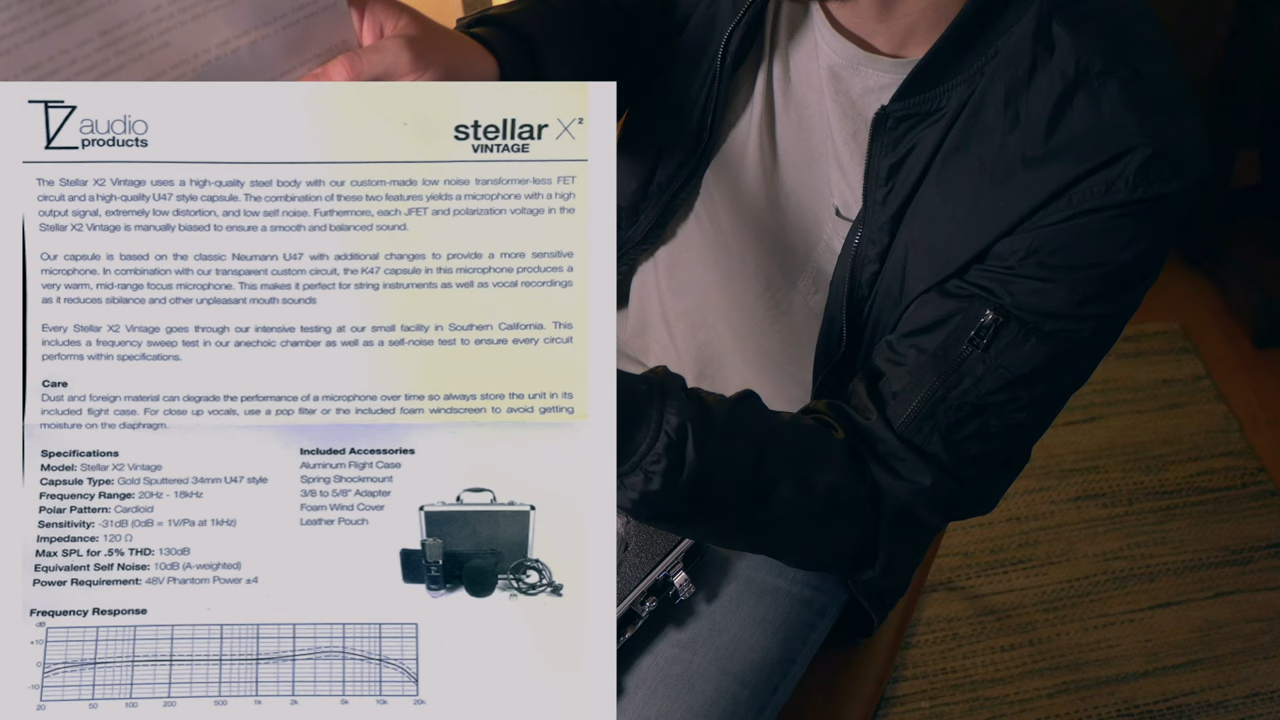 TZ audio products
stellar X²
VINTAGE
The Stellar X2 Vintage uses a high-quality steel body with our custom-made low noise transformer-less FET
circuit and a high-quality U47 style capsule. The combination of these two features yields a microphone with a high
output signal, extremely low distortion, and low self noise. Furthermore, each JFET and polarization voltage in the
Stellar X2 Vintage is manually biased to ensure a smooth and balanced sound.
Our capsule is based on the classic Neumann U47 with additional changes to provide a more sensitive
microphone. In combination with our transparent custom circuit, the K47 capsule in this microphone produces a
very warm, mid-range focus microphone. This makes it perfect for string instruments as well as vocal recordings
as it reduces sibilance and other unpleasant mouth sounds
Every Stellar X2 Vintage goes through our intensive testing at our small facility in Southern California. This
includes a frequency sweep test in our anechoic chamber as well as a self-noise test to ensure every circuit
performs within specifications.
Care
Dust and foreign material can degrade the performance of a microphone over time so always store the unit in its
included flight case. For close up vocals, use a pop filter or the included foam windscreen to avoid getting
moisture on the diaphragm.
Specifications
Model: Stellar X2 Vintage
Capsule Type: Gold Sputtered 34mm U47 style
Frequency Range: 20Hz - 18kHz
Polar Pattern: Cardioid
Sensitivity: -31dB (0dB = 1V/Pa at 1kHz)
Impedance: 120 Ω
Max SPL for .5% THD: 130dB
Equivalent Self Noise: 10dB (A-weighted)
Power Requirement: 48V Phantom Power ±4
Included Accessories
Aluminum Flight Case
Spring Shockmount
3/8 to 5/8" Adapter
Foam Wind Cover
Leather Pouch
Frequency Response
dB
+10
0
-10
20 50 100 200 500 1k 2k 5k 10k 20k